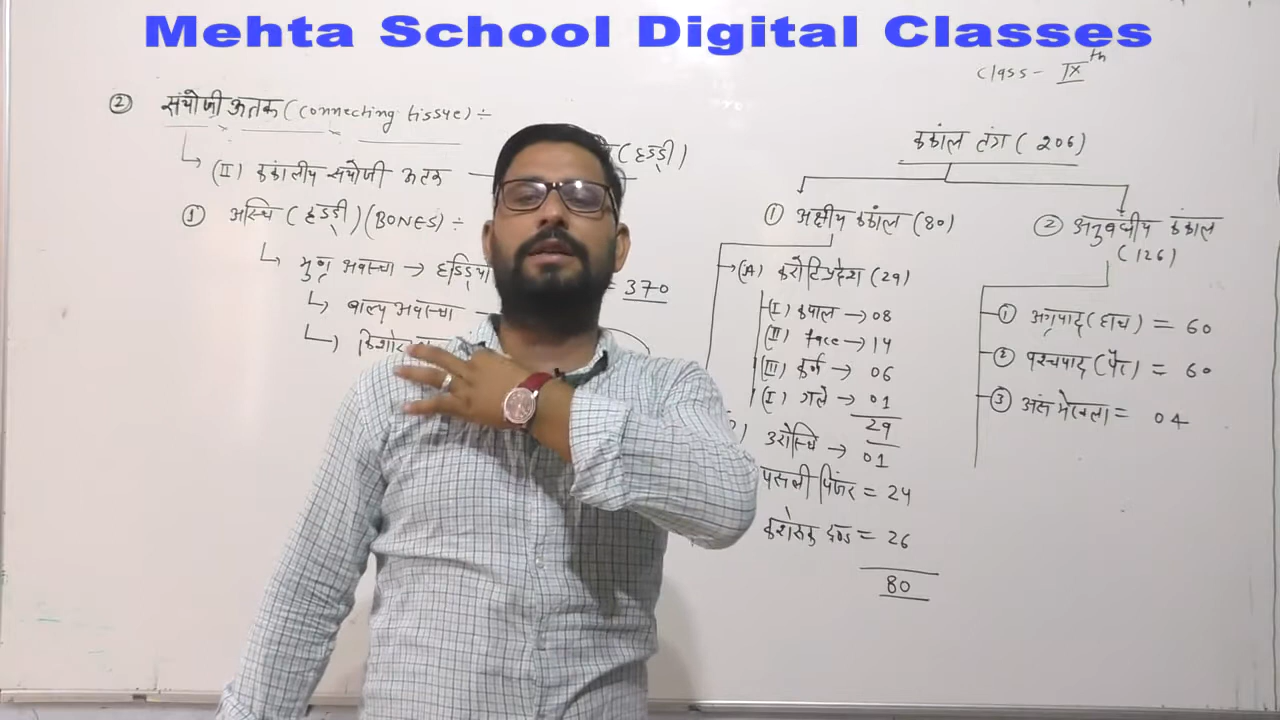 Mehta School Digital Classes
Class - IXth
② संयोजी ऊतक (connecting tissue) ÷
(II) कंकालीय संयोजी ऊतक
(हड्डी)
① अस्थि (हड्डी) (BONES) ÷
भ्रूण अवस्था → हड्डिया
= 370
बाल्य अवस्था
कंकाल तंत्र (206)
① अक्षीय कंकाल (80)
(A) करोटिप्रदेश (29)
(I) कपाल → 08
(II) face → 14
(III) कर्ण → 06
(I) गले → 01
29
उरोस्थि → 01
पसली पिंजर = 24
कशेरूक दण्ड = 26
80
② अनुबंधीय कंकाल
(126)
① अग्रपाद (हाथ) = 60
② पश्चपाद (पैर) = 60
③ अंस मेखला = 04